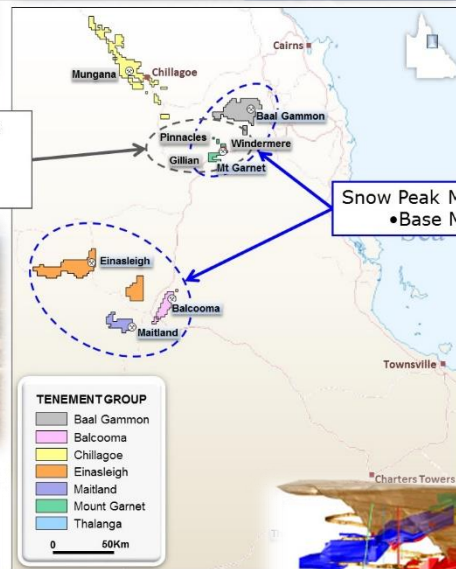 Cairns
Mungana
Chillagoe
Baal Gammon
Pinnacles
Windermere
Gillian
Mt Garnet
Snow Peak M
•Base M
Sea
Einasleigh
Balcooma
Maitland
Townsville
Charters Towers
TENEMENT GROUP
Baal Gammon
Balcooma
Chillagoe
Einasleigh
Maitland
Mount Garnet
Thalanga
0 50Km